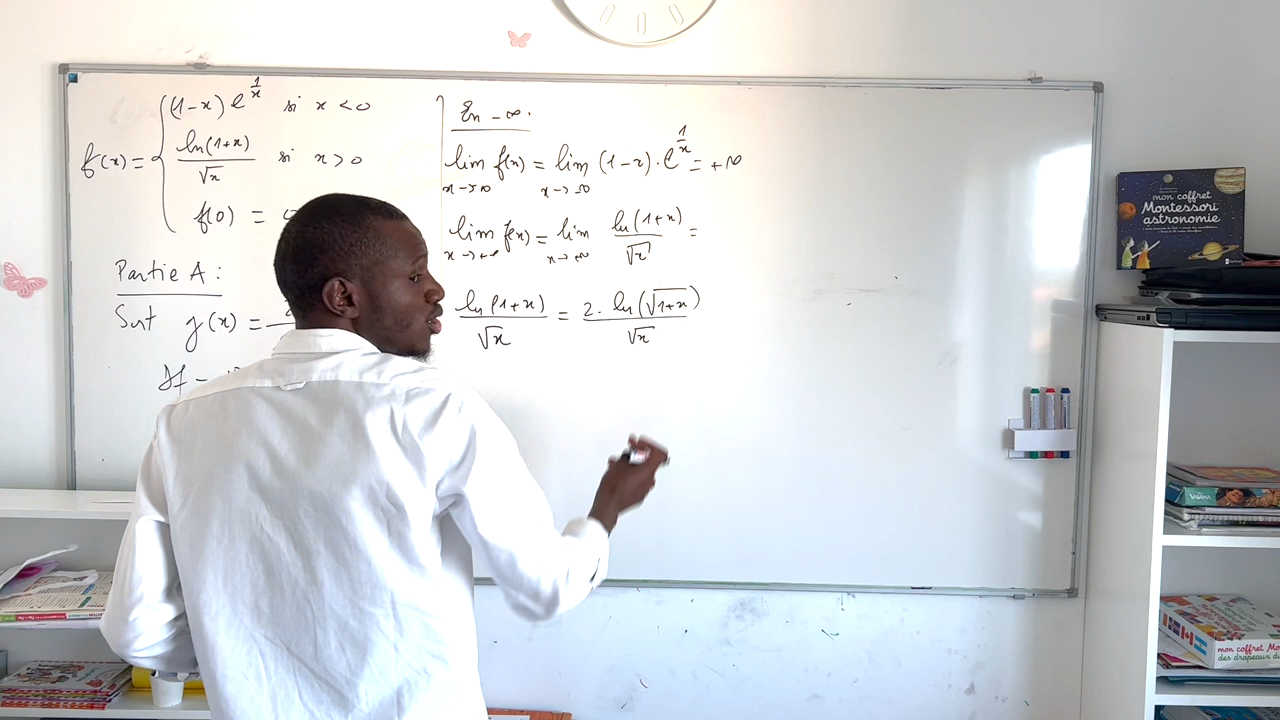 (1-x) e^{1/x} si x < 0
f(x) = { ln(1+x) / √x si x > 0
f(0) =
Partie A :
Soit g(x) =
En -∞.
lim f(x) = lim (1-x) . e^{1/x} = +∞
x→-∞ x→-∞
lim f(x) = lim ln(1+x) / √x =
x→+∞ x→+∞
ln(1+x) / √x = 2. ln(√1+x) / √x
mon coffret
Montessori
astronomie
mon coffret Mo
des drapeaux du